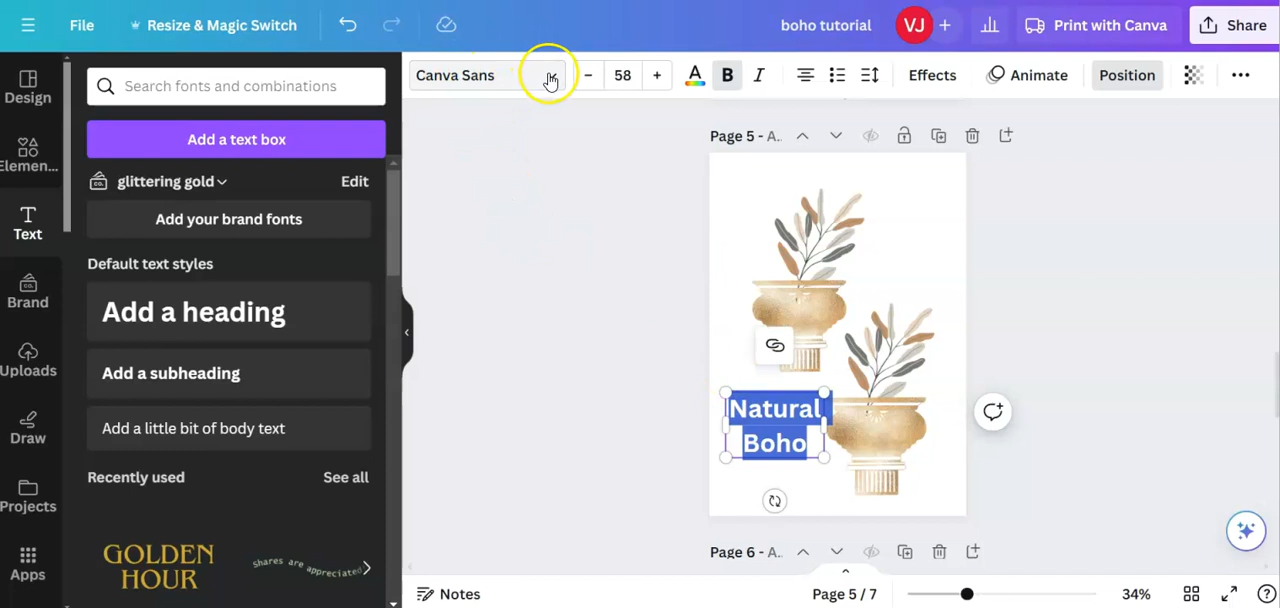 File
Resize & Magic Switch
boho tutorial
VJ
Print with Canva
Share
Canva Sans
58
A
B
I
Effects
Animate
Position
Design
Elemen...
Text
Brand
Uploads
Draw
Projects
Apps
Search fonts and combinations
Add a text box
CO.
glittering gold
Edit
Add your brand fonts
Default text styles
Add a heading
Add a subheading
Add a little bit of body text
Recently used
See all
GOLDEN
HOUR
shares are appreciated
Page 5 - A..
Natural
Boho
Page 6 - A..
Notes
Page 5 / 7
34%